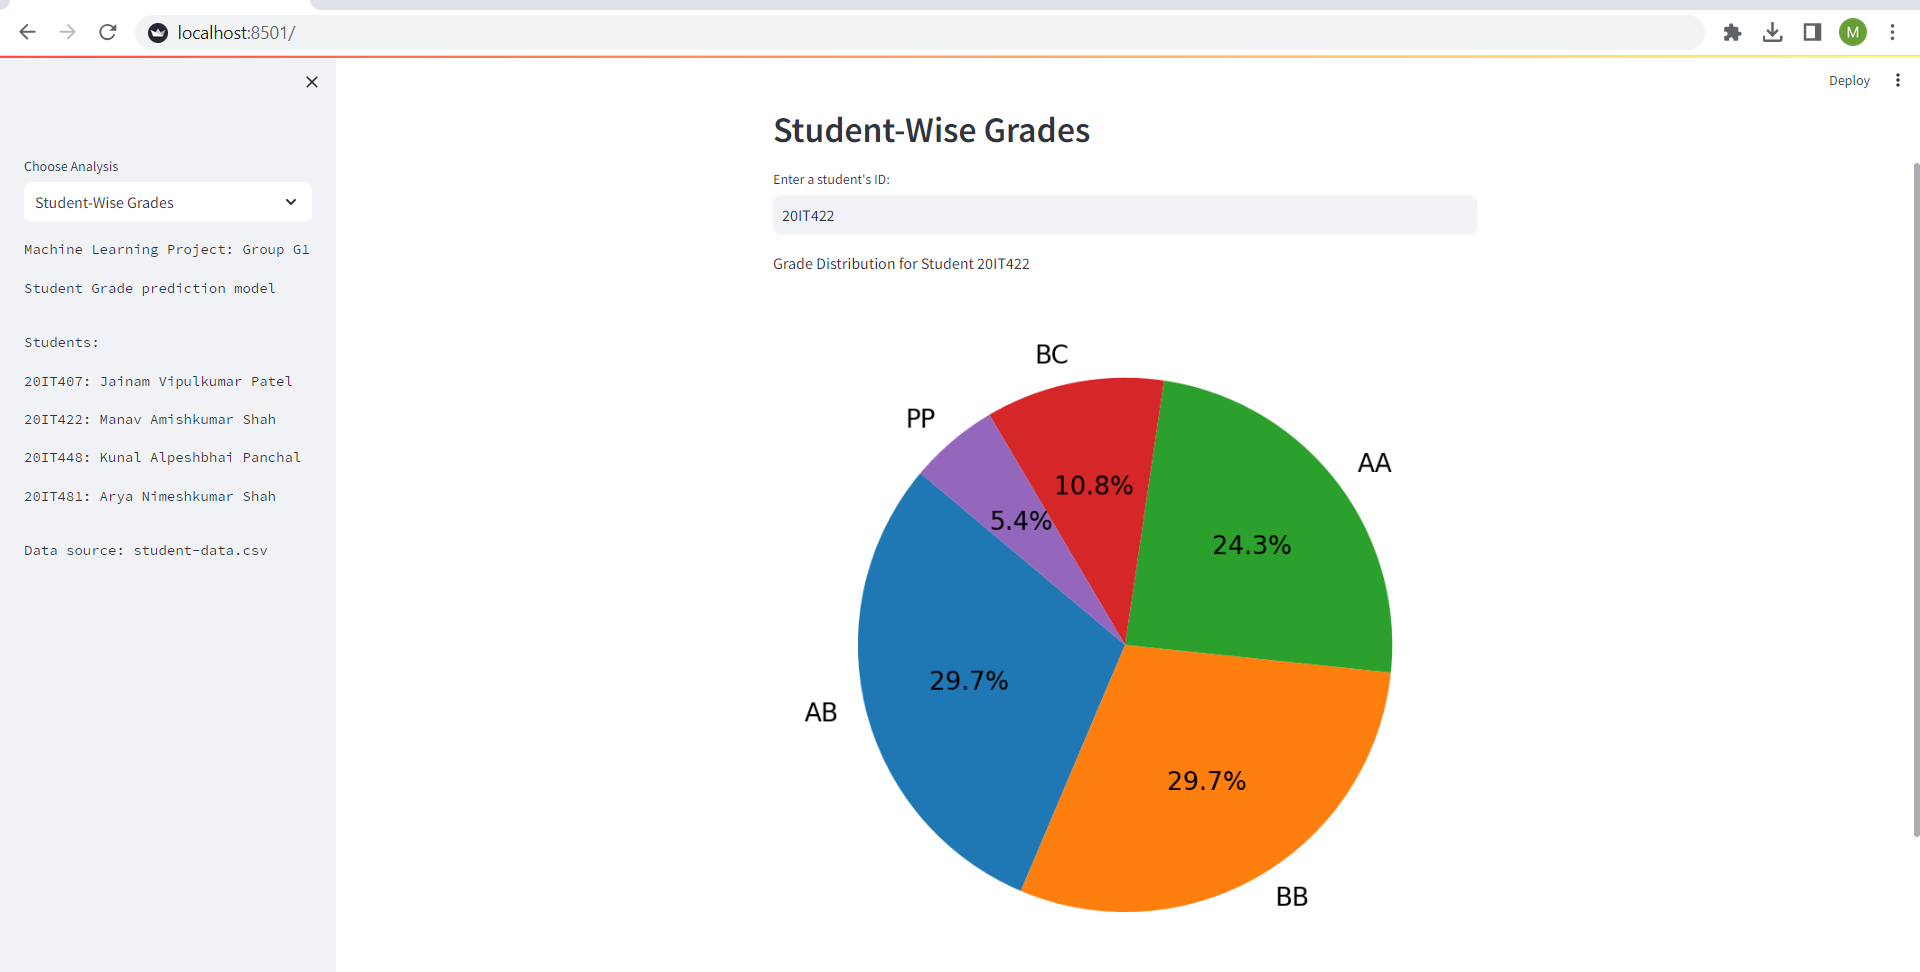 localhost:8501/
M
Deploy
Choose Analysis
Student-Wise Grades
Machine Learning Project: Group G1
Student Grade prediction model
Students:
20IT407: Jainam Vipulkumar Patel
20IT422: Manav Amishkumar Shah
20IT448: Kunal Alpeshbhai Panchal
20IT481: Arya Nimeshkumar Shah
Data source: student-data.csv
Student-Wise Grades
Enter a student's ID:
20IT422
Grade Distribution for Student 20IT422
BC
PP
AA
10.8%
5.4%
24.3%
29.7%
AB
29.7%
BB